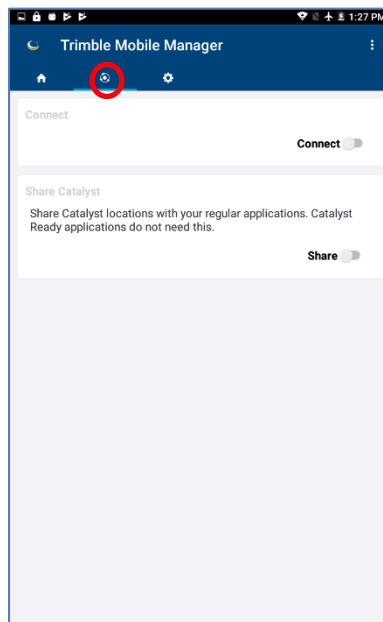 1:27 PM
Trimble Mobile Manager
Connect
Connect
Share Catalyst
Share Catalyst locations with your regular applications. Catalyst
Ready applications do not need this.
Share